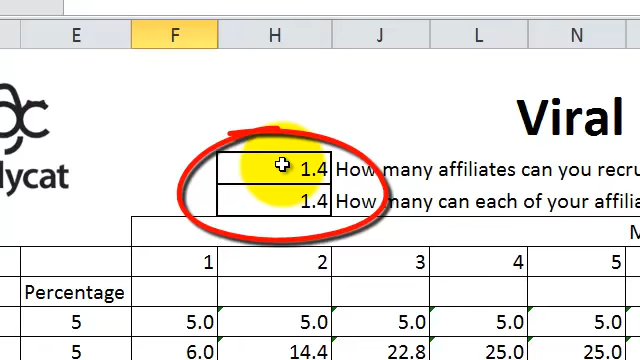 E F H J L N
Viral
lycat
1.4 How many affiliates can you recru
1.4 How many can each of your affilia
M
1 2 3 4 5
Percentage
5 5.0 5.0 5.0 5.0 5.0
5 6.0 14.4 22.8 25.0 25.0